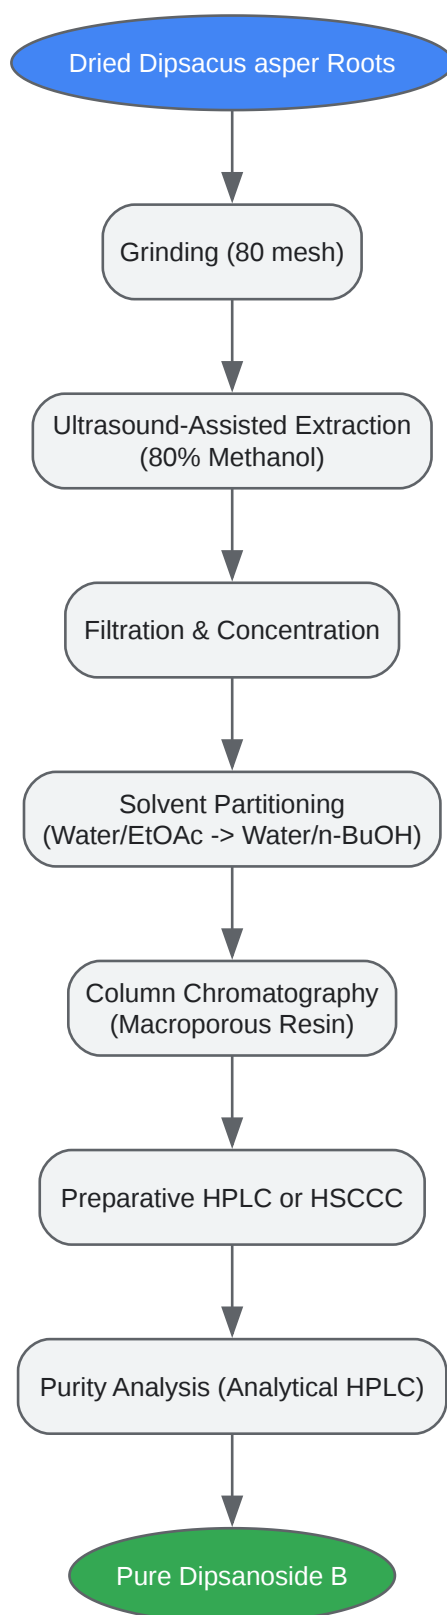 Dried Dipsacus asper Roots
Grinding (80 mesh)
Ultrasound-Assisted Extraction
(80% Methanol)
Filtration & Concentration
Solvent Partitioning
(Water/EtOAc -> Water/n-BuOH)
Column Chromatography
(Macroporous Resin)
Preparative HPLC or HSCCC
Purity Analysis (Analytical HPLC)
Pure Dipsanoside B